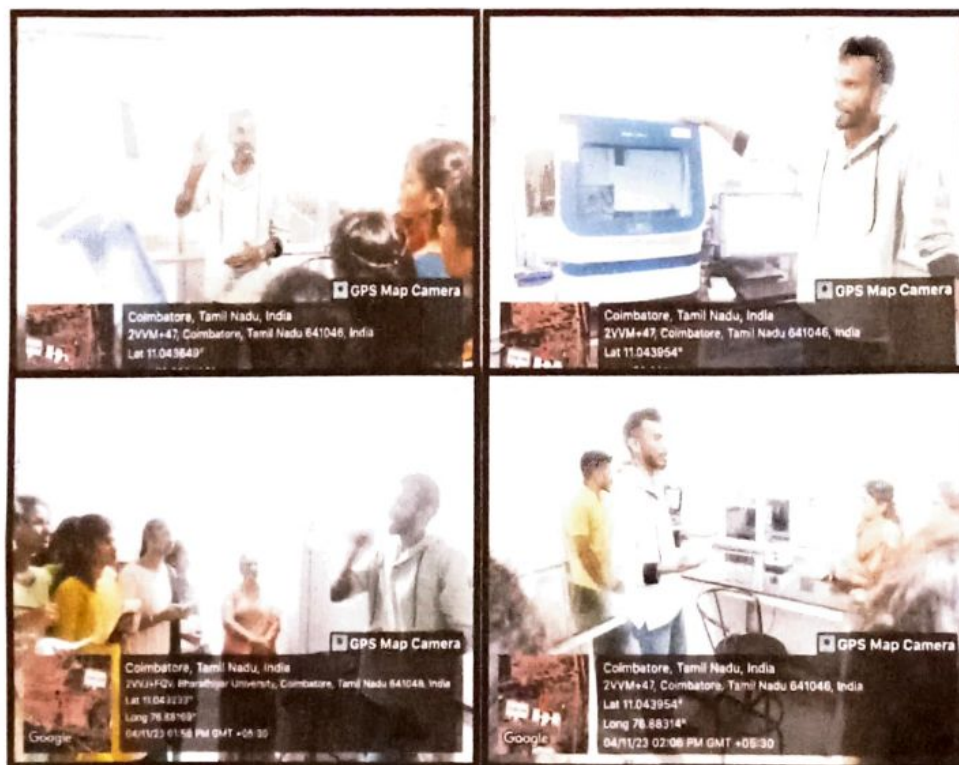 GPS Map Camera
Coimbatore, Tamil Nadu, India
2VVM+47, Coimbatore, Tamil Nadu 641046, India
Lat 11.043649°
GPS Map Camera
Coimbatore, Tamil Nadu, India
2VVM+47, Coimbatore, Tamil Nadu 641046, India
Lat 11.043954°
GPS Map Camera
Coimbatore, Tamil Nadu, India
Bharathiyar University, Coimbatore, Tamil Nadu 641046, India
Lat
Long
04/11/23 01:56 PM GMT +05:30
Google
GPS Map Camera
Coimbatore, Tamil Nadu, India
2VVM+47, Coimbatore, Tamil Nadu 641046, India
Lat 11.043954°
Long 76.88314°
04/11/23 02:06 PM GMT +05:30
Google